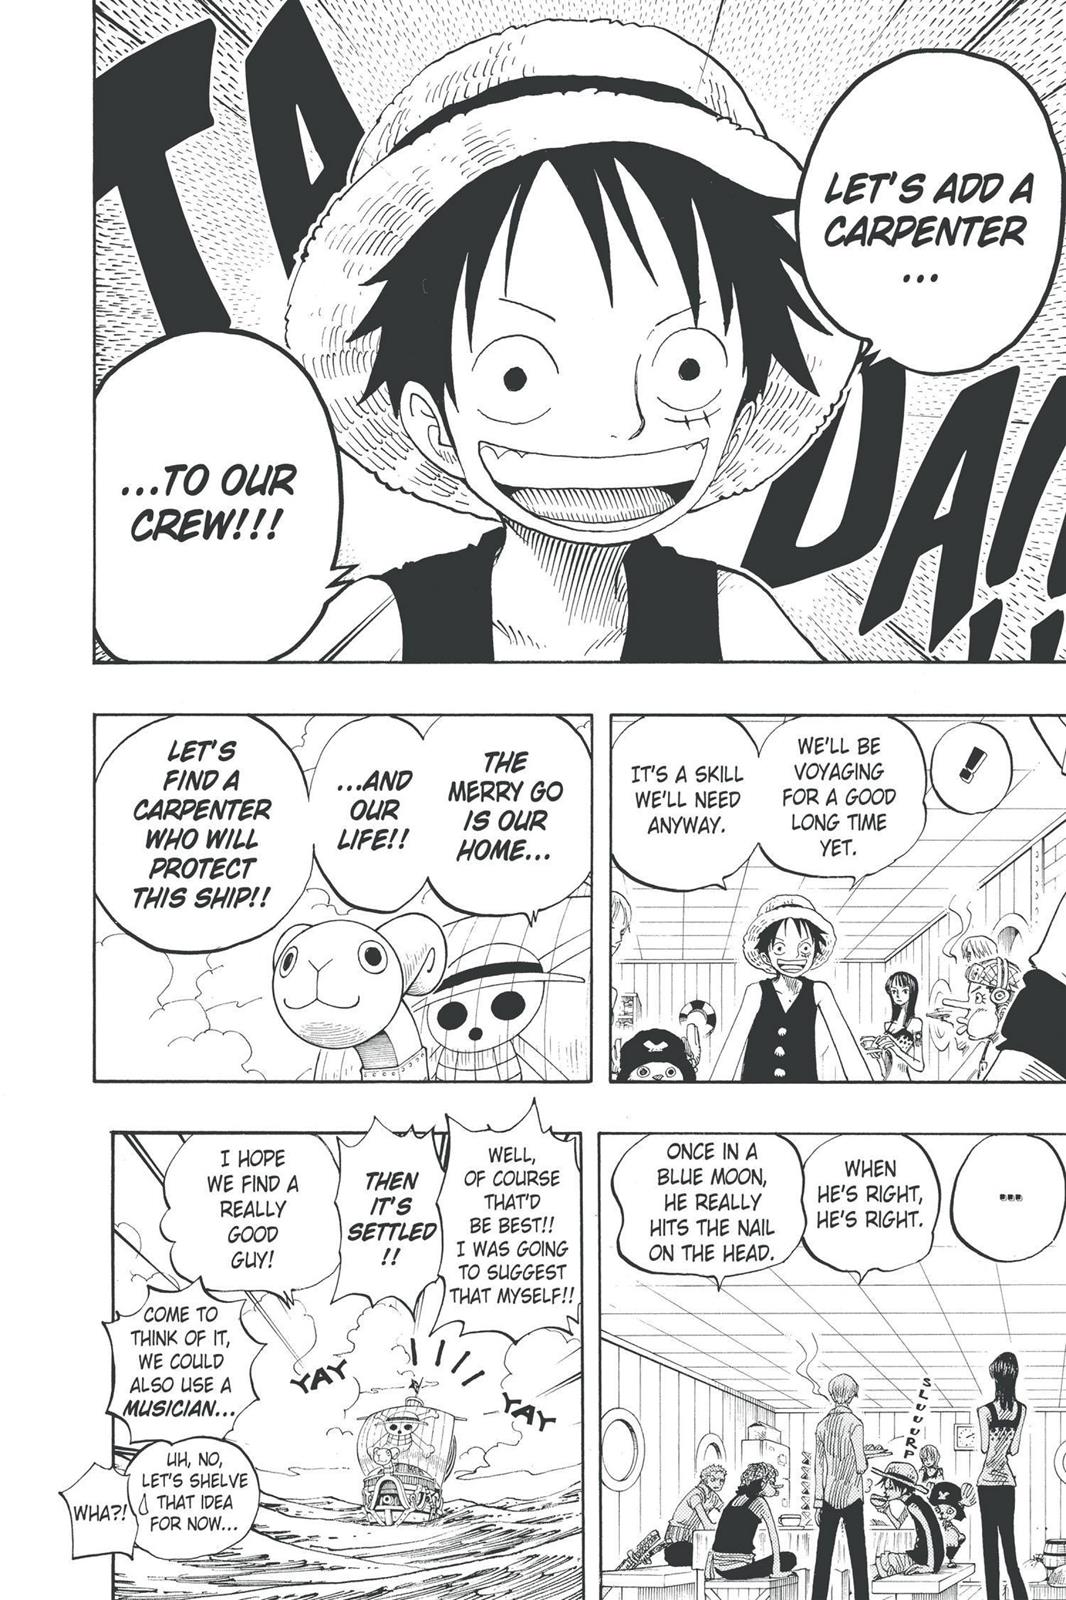 LET'S ADD A
CARPENTER
...
TA
DA!!
...TO OUR
CREW!!!
!
WE'LL BE
VOYAGING
FOR A GOOD
LONG TIME
YET.
IT'S A SKILL
WE'LL NEED
ANYWAY.
THE
MERRY GO
IS OUR
HOME...
...AND
OUR
LIFE!!
LET'S
FIND A
CARPENTER
WHO WILL
PROTECT
THIS SHIP!!
...
WHEN
HE'S RIGHT,
HE'S RIGHT.
ONCE IN A
BLUE MOON,
HE REALLY
HITS THE NAIL
ON THE HEAD.
SLUUURP
WELL,
OF COURSE
THAT'D
BE BEST!!
I WAS GOING
TO SUGGEST
THAT MYSELF!!
THEN
IT'S
SETTLED
!!
I HOPE
WE FIND A
REALLY
GOOD
GUY!
YAY
YAY
COME TO
THINK OF IT,
WE COULD
ALSO USE A
MUSICIAN...
UH, NO,
LET'S SHELVE
THAT IDEA
FOR NOW...
WHA?!